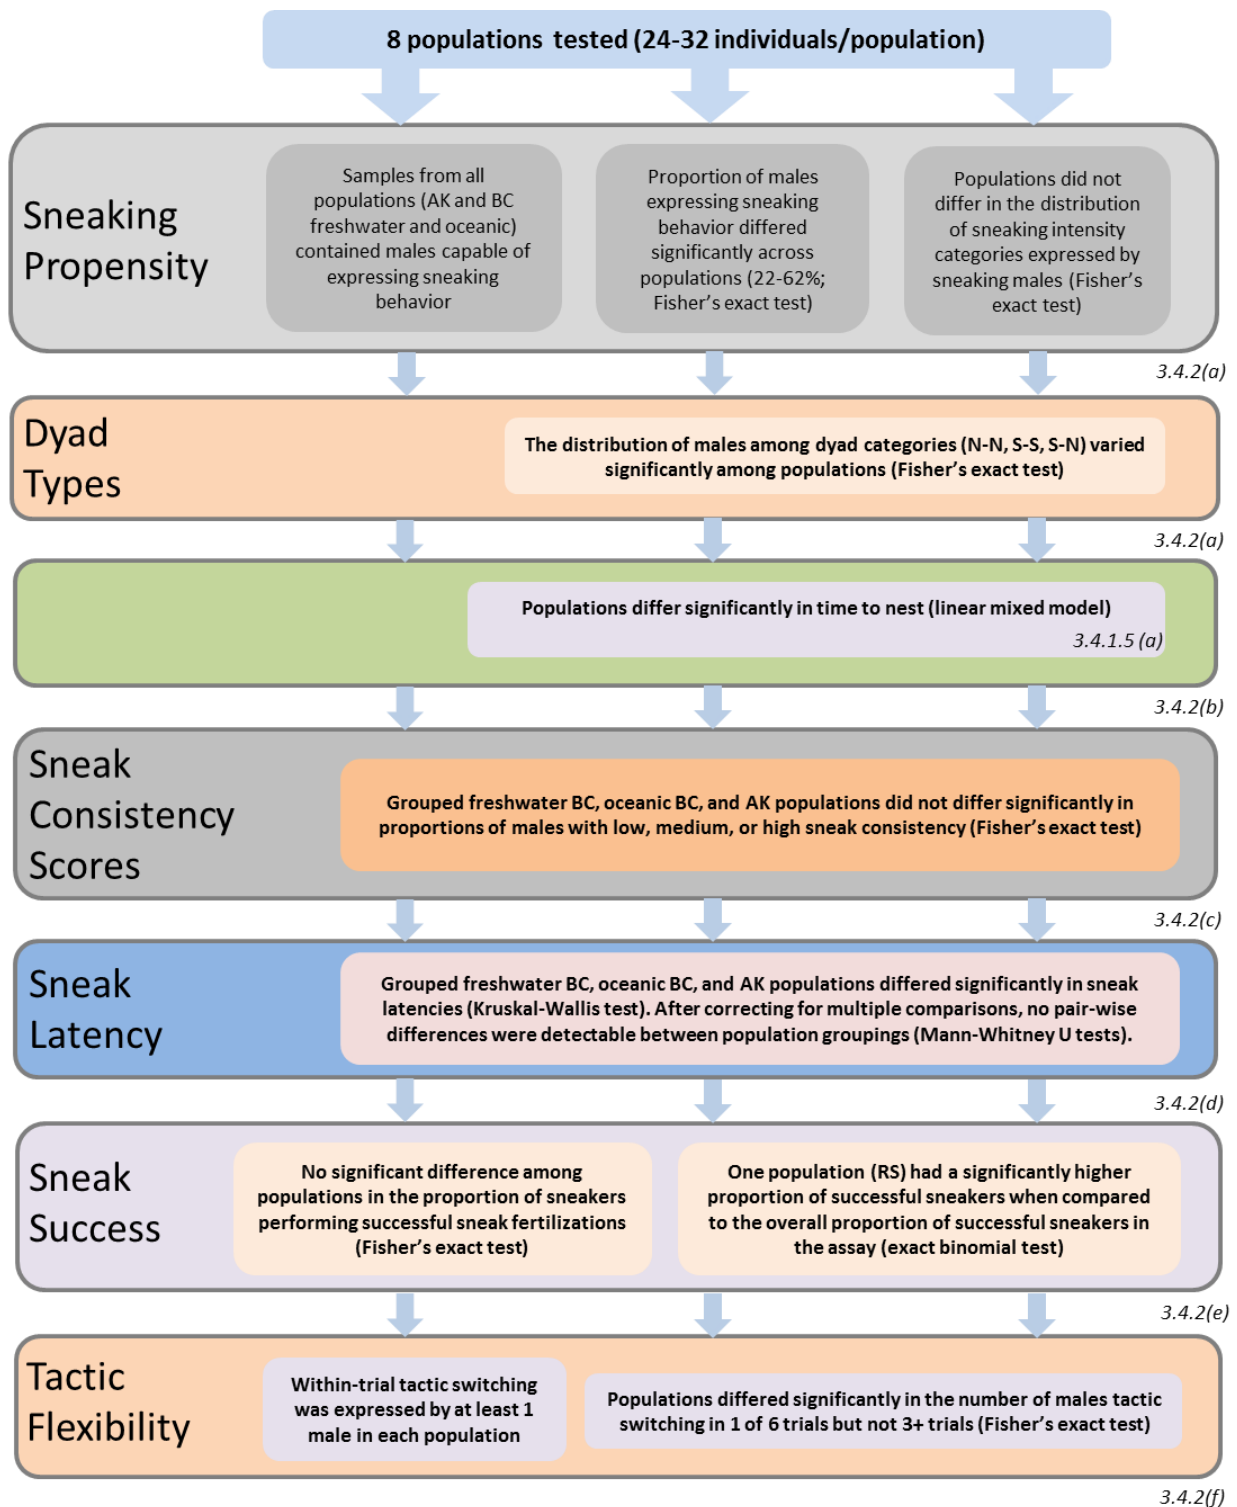 8 populations tested (24-32 individuals/population)
Sneaking
Propensity
Samples from all
populations (AK and BC
freshwater and oceanic)
contained males capable of
expressing sneaking
behavior
Proportion of males
expressing sneaking
behavior differed
significantly across
populations (22-62%;
Fisher's exact test)
Populations did not
differ in the distribution
of sneaking intensity
categories expressed by
sneaking males (Fisher's
exact test)
3.4.2(a)
Dyad
Types
The distribution of males among dyad categories (N-N, S-S, S-N) varied
significantly among populations (Fisher's exact test)
3.4.2(a)
Populations differ significantly in time to nest (linear mixed model)
3.4.1.5 (a)
3.4.2(b)
Sneak
Consistency
Scores
Grouped freshwater BC, oceanic BC, and AK populations did not differ significantly in
proportions of males with low, medium, or high sneak consistency (Fisher's exact test)
3.4.2(c)
Sneak
Latency
Grouped freshwater BC, oceanic BC, and AK populations differed significantly in sneak
latencies (Kruskal-Wallis test). After correcting for multiple comparisons, no pair-wise
differences were detectable between population groupings (Mann-Whitney U tests).
3.4.2(d)
Sneak
Success
No significant difference among
populations in the proportion of sneakers
performing successful sneak fertilizations
(Fisher's exact test)
One population (RS) had a significantly higher
proportion of successful sneakers when compared
to the overall proportion of successful sneakers in
the assay (exact binomial test)
3.4.2(e)
Tactic
Flexibility
Within-trial tactic switching
was expressed by at least 1
male in each population
Populations differed significantly in the number of males tactic
switching in 1 of 6 trials but not 3+ trials (Fisher's exact test)
3.4.2(f)